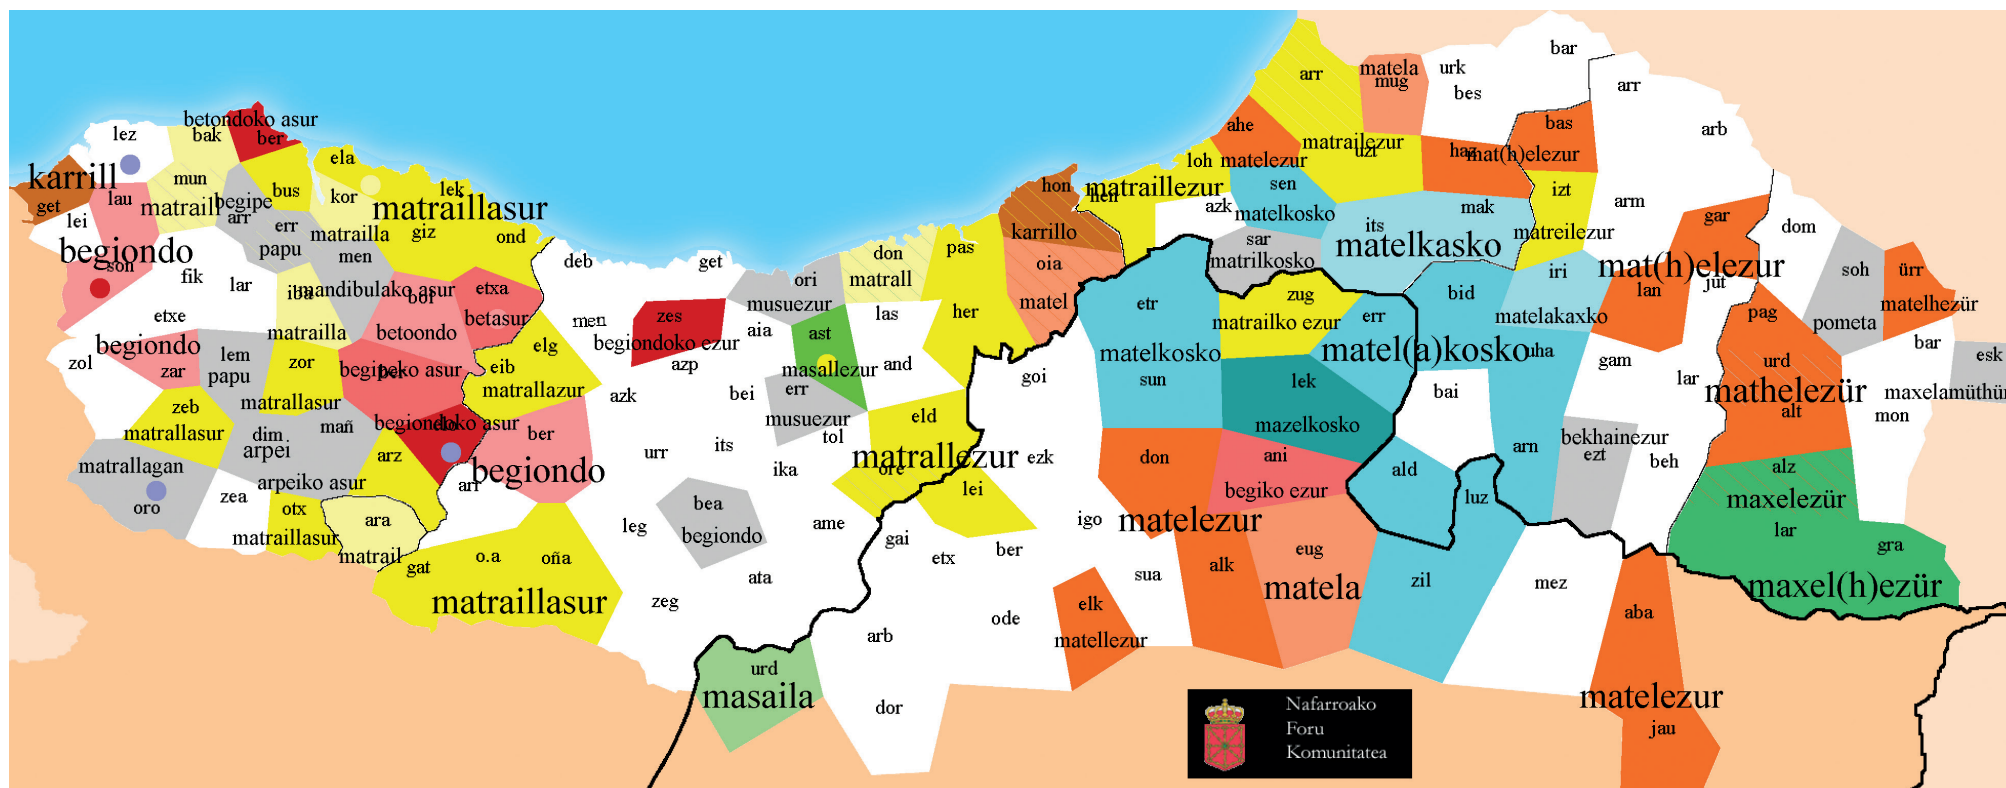 bar
arr
matela
mug
urk
bes
arr
arb
lez
bak
betondoko asur
ber
ahe
bas
matrailezur
uzt
haz
mat(h)elezur
ela
loh
matelezur
karrill
get
mun
lau
matraill
begipe
arr
bus
kor
lek
matraillasur
hon
matraillezur
hen
sen
izt
lei
err
papu
matrailla
giz
ond
azk
matelkosko
mak
arm
gar
dom
begiondo
son
men
don
matrall
pas
karrillo
sar
matrilkosko
its
matelkasko
matreilezur
fik
lar
iba
mandibulako asur
boi
etxa
deb
get
ori
musuezur
oia
matel
iri
mat(h)elezur
lan
jut
soh
ürr
matelhezür
etxe
begiondo
matrailla
betoondo
betasur
men
zes
begiondoko ezur
aia
ast
las
her
etr
zug
matrailko ezur
err
bid
matelakaxko
pag
pometa
zol
zar
lem
papu
zor
begipeko asur
ber
elg
eib
matrallazur
azp
masallezur
and
matelkosko
sun
matel(a)kosko
uha
gam
urd
bar
esk
zeb
matrallasur
matrallasur
azk
bei
err
musuezur
goi
lek
mazelkosko
bai
lar
mathelezür
alt
maxelamüthür
mon
dim
arpei
mañ
begiondoko asur
elo
ber
urr
its
tol
eld
matrallezur
ore
ezk
don
ani
begiko ezur
ald
arn
bekhainezur
ezt
beh
matrallagan
oro
zea
arpeiko asur
otx
matraillasur
arz
arr
begiondo
ika
lei
luz
alz
maxelezür
ara
matrail
leg
bea
begiondo
ame
gai
igo
matelezur
lar
gra
gat
o.a
oña
matraillasur
ata
zeg
etx
ber
sua
alk
eug
matela
zil
mez
maxel(h)ezür
arb
ode
elk
matellezur
aba
urd
masaila
dor
matelezur
jau
Nafarroako
Foru
Komunitatea